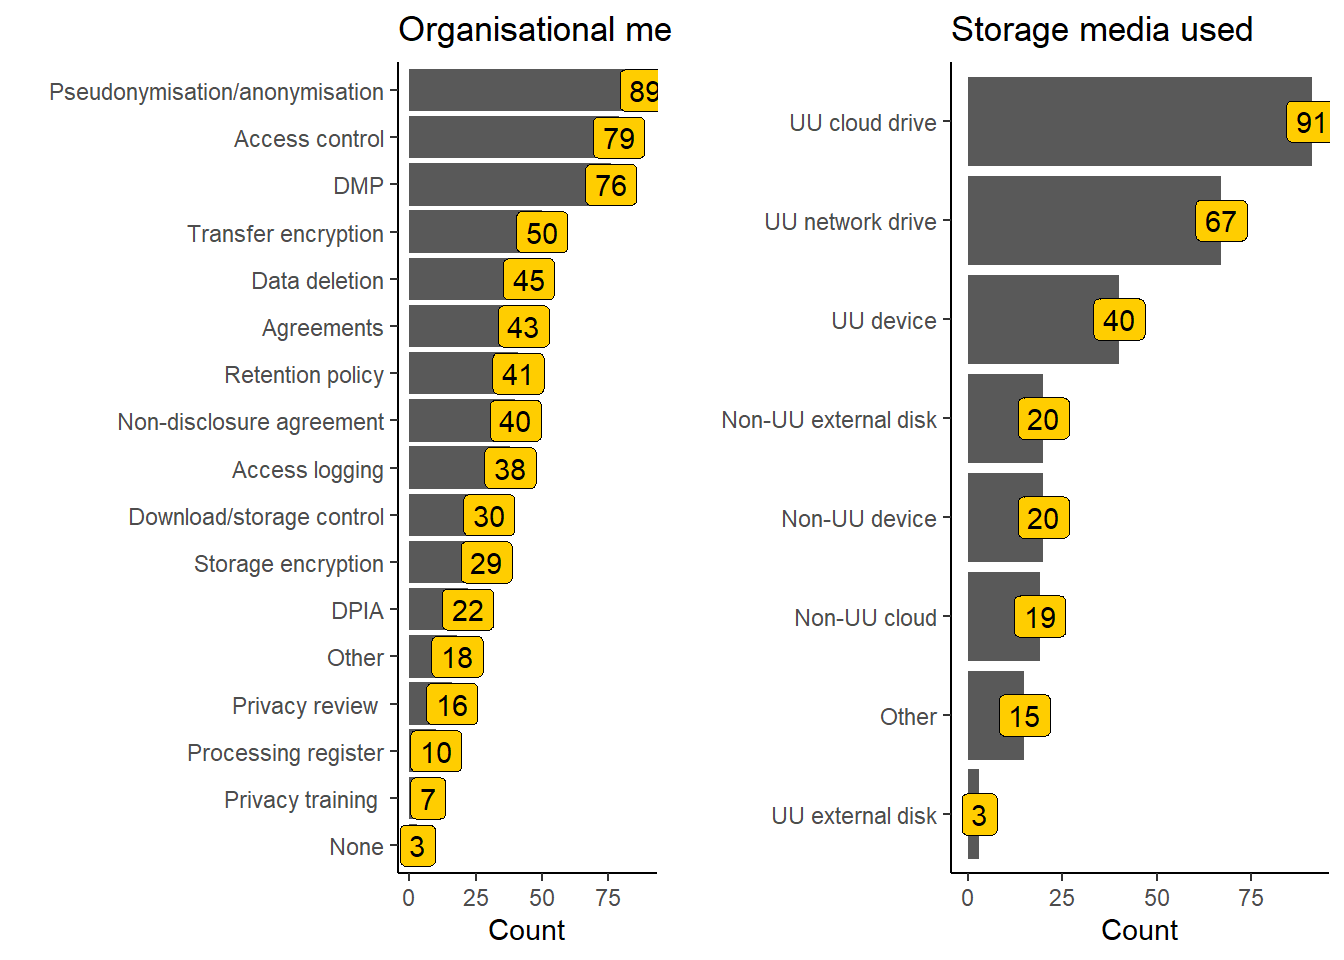 Organisational me
Pseudonymisation/anonymisation 89
Access control 79
DMP 76
Transfer encryption 50
Data deletion 45
Agreements 43
Retention policy 41
Non-disclosure agreement 40
Access logging 38
Download/storage control 30
Storage encryption 29
DPIA 22
Other 18
Privacy review 16
Processing register 10
Privacy training 7
None 3
0 25 50 75
Count
Storage media used
UU cloud drive 91
UU network drive 67
UU device 40
Non-UU external disk 20
Non-UU device 20
Non-UU cloud 19
Other 15
UU external disk 3
0 25 50 75
Count